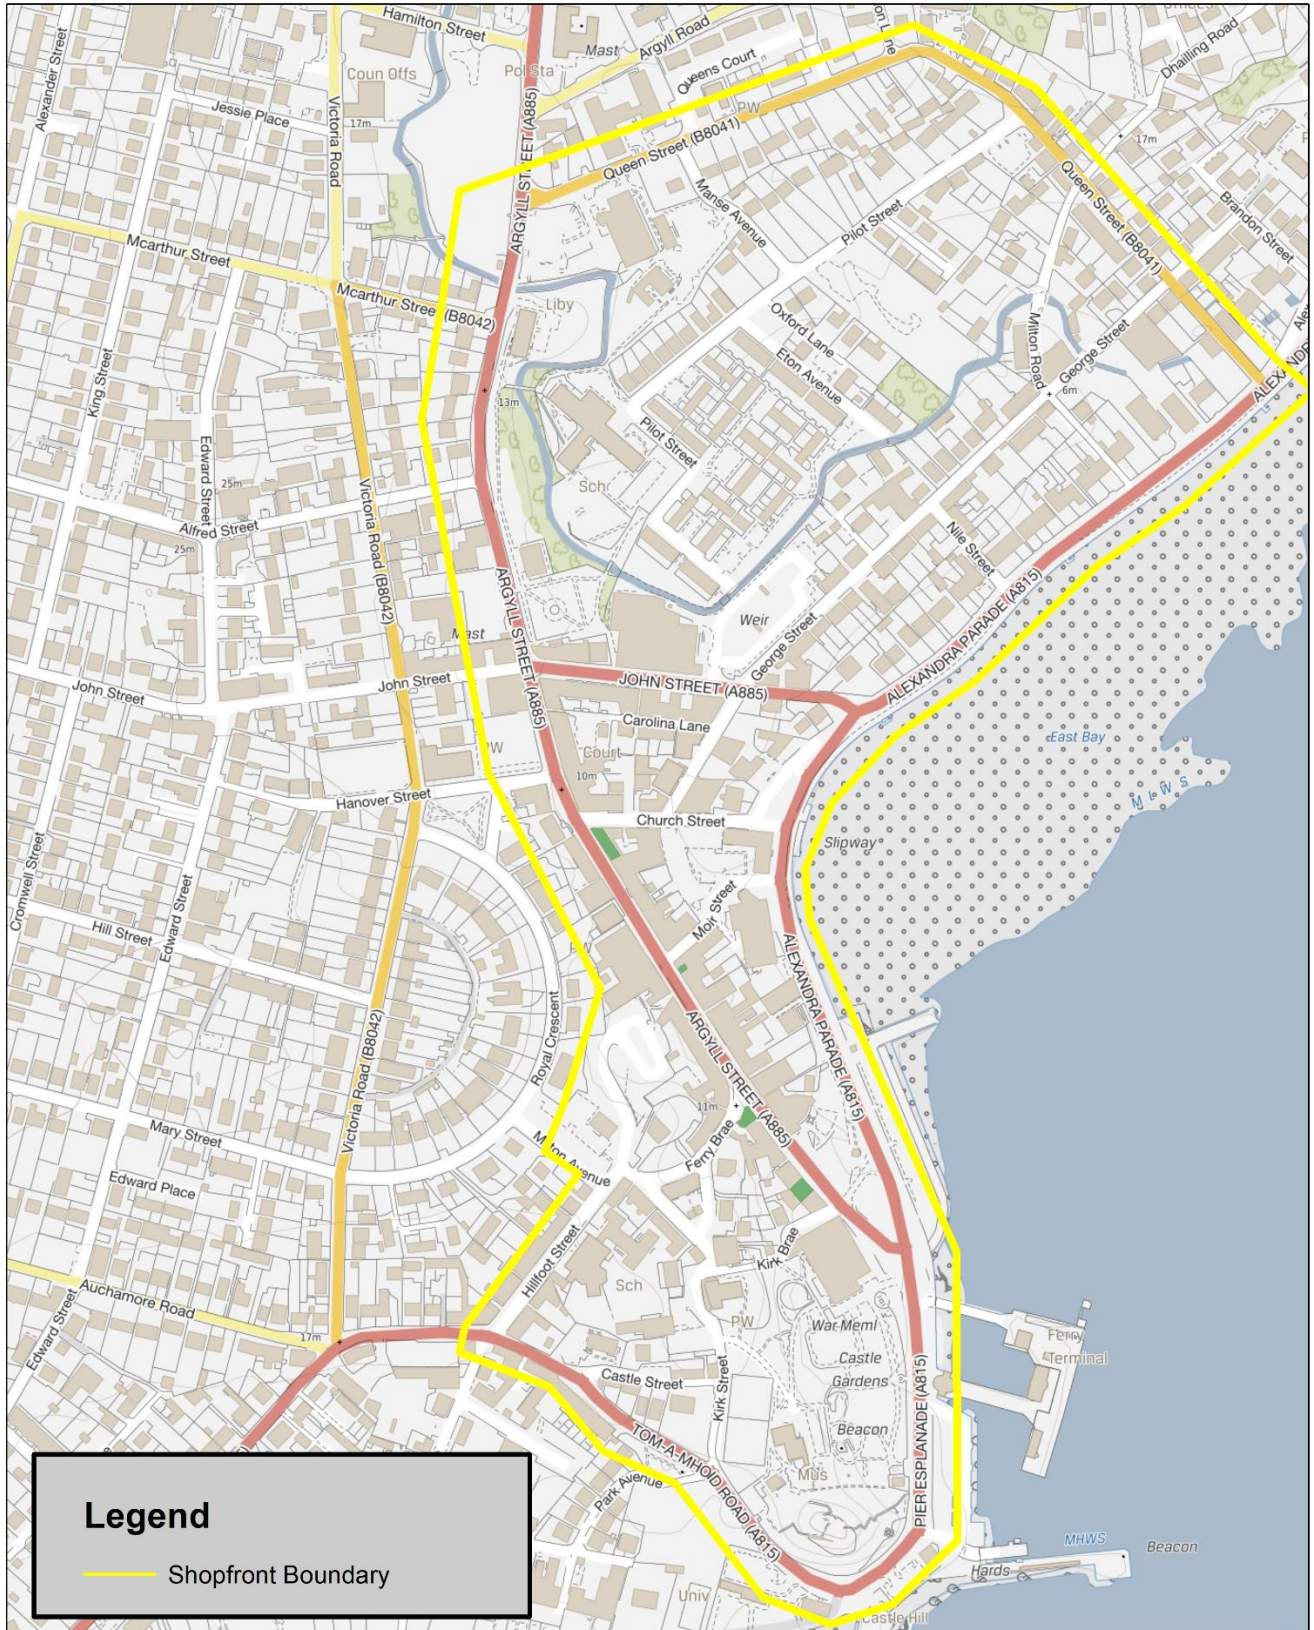 Hamilton Street
Alexander Street
Coun Offs
Pol Sta
Mast
Argyll Road
Queens Court
Dhailling Road
Jessie Place
17m
Victoria Road
ARGYLL STREET (A885)
PW
Queen Street (B8041)
17m
Manse Avenue
Pilot Street
Queen Street (B8041)
Brandon Street
Mcarthur Street
Mcarthur Street (B8042)
Liby
Oxford Lane
Eton Avenue
Milton Road
George Street
6m
King Street
13m
Pilot Street
Sch
Edward Street
25m
Alfred Street
25m
Victoria Road (B8042)
Nile Street
ALEXANDRA PARADE (A815)
ARGYLL STREET (A885)
Mast
Weir
George Street
John Street
John Street
JOHN STREET (A885)
Carolina Lane
Court
PW
10m
East Bay
M L W S
Hanover Street
Church Street
Slipway
Cromwell Street
Edward Street
Hill Street
Moir Street
PW
ALEXANDRA PARADE (A815)
Royal Crescent
ARGYLL STREET (A885)
Victoria Road (B8042)
11m
Ferry Brae
Mary Street
Milton Avenue
Edward Place
Hillfoot Street
Kirk Brae
Sch
Auchamore Road
17m
Edward Street
PW
War Meml
Castle
Gardens
Ferry
Terminal
Castle Street
Kirk Street
Beacon
PIER ESPLANADE (A815)
TOM-A-MHOID ROAD (A815)
Mus
Park Avenue
MHWS
Beacon
Hards
Univ
Castle Hill
Legend
Shopfront Boundary